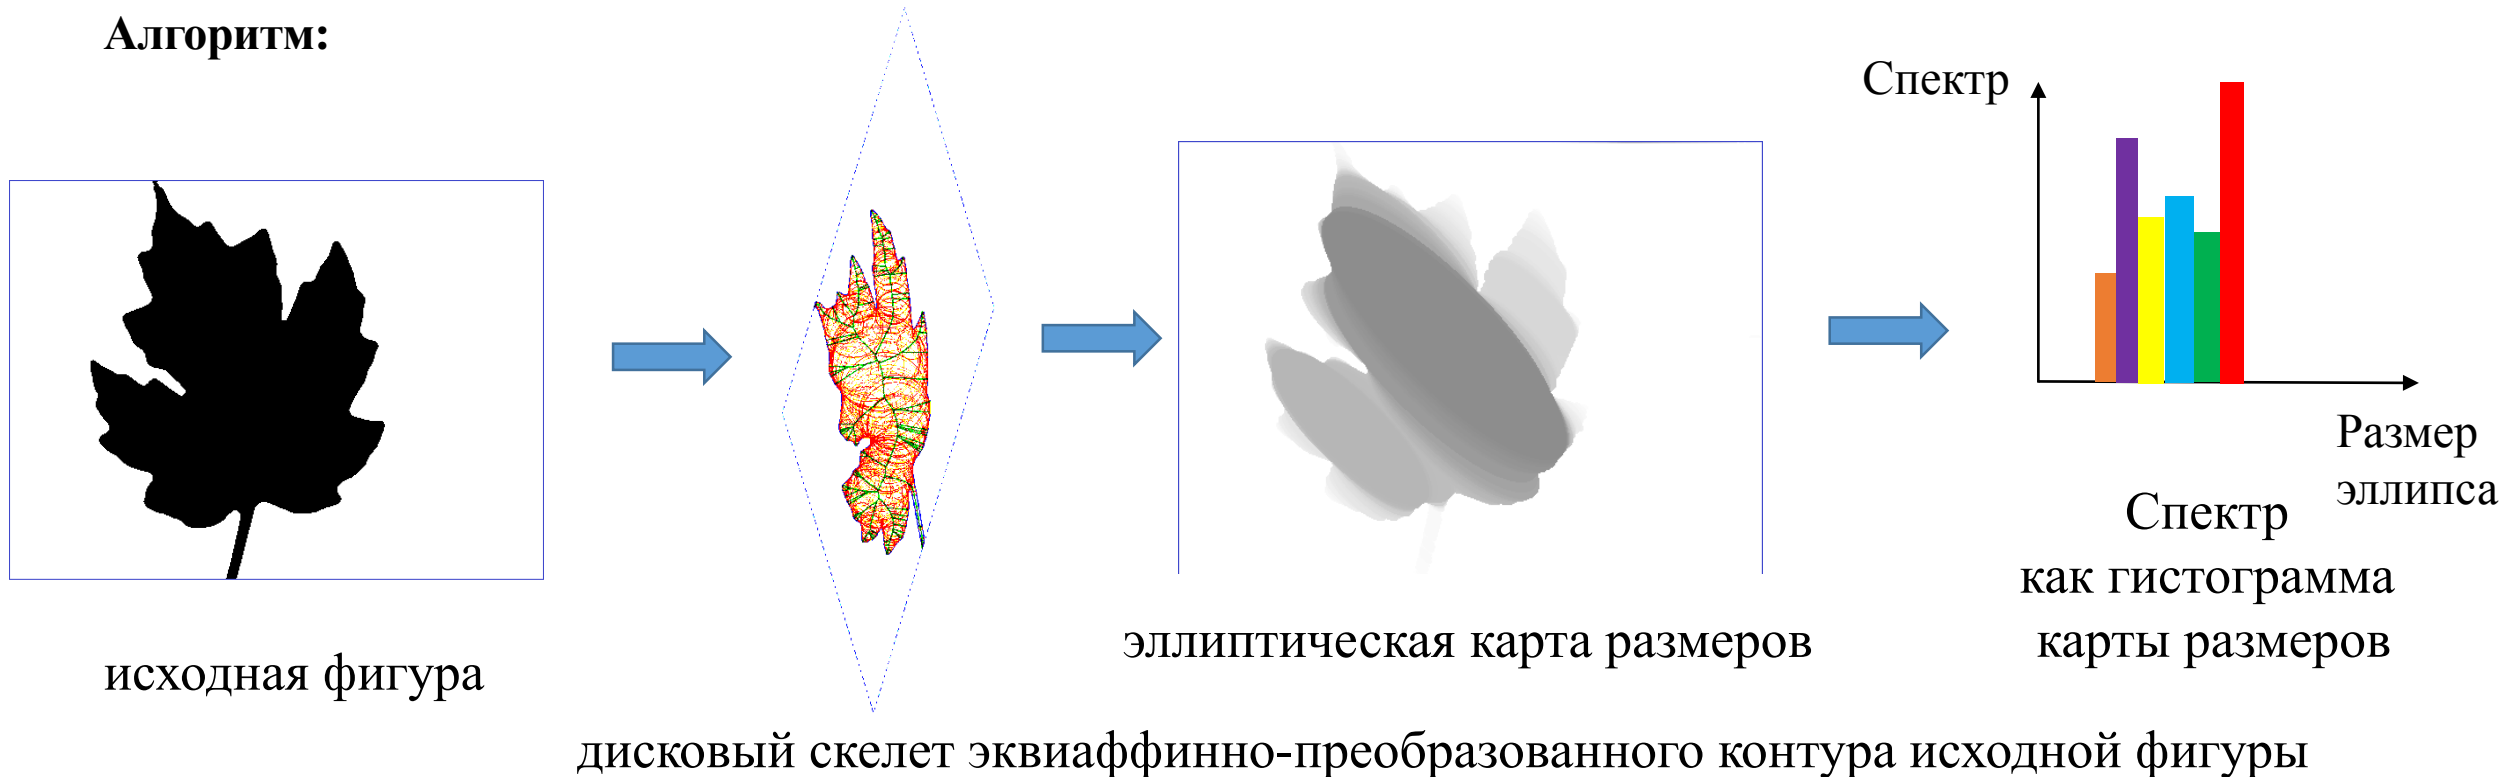 Алгоритм:
исходная фигура
дисковый скелет эквиаффинно-преобразованного контура исходной фигуры
эллиптическая карта размеров
Спектр
Размер
эллипса
Спектр
как гистограмма
карты размеров